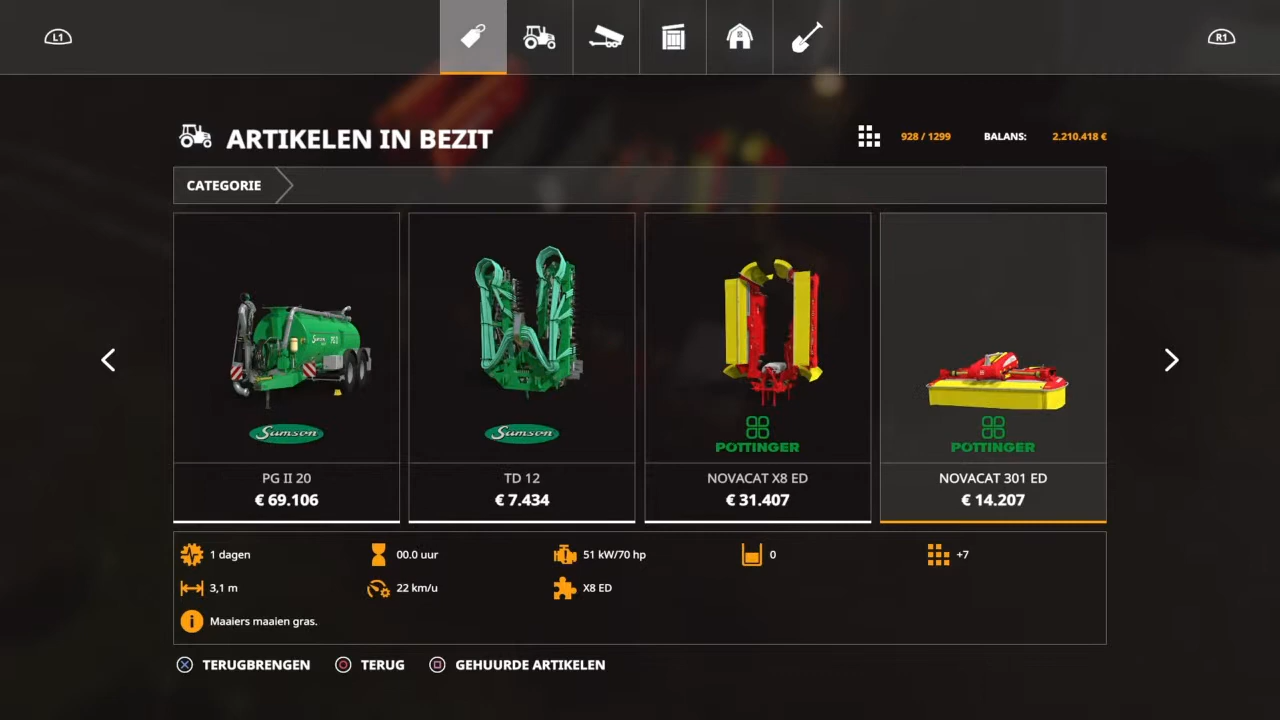 L1
R1
ARTIKELEN IN BEZIT
928 / 1299 BALANS: 2.210.418 €
CATEGORIE
Samson
Samson
PÖTTINGER
PÖTTINGER
PG II 20
TD 12
NOVACAT X8 ED
NOVACAT 301 ED
€ 69.106
€ 7.434
€ 31.407
€ 14.207
1 dagen 00.0 uur 51 kW/70 hp 0 +7
3,1 m 22 km/u X8 ED
Maaiers maaien gras.
TERUGBRENGEN TERUG GEHUURDE ARTIKELEN